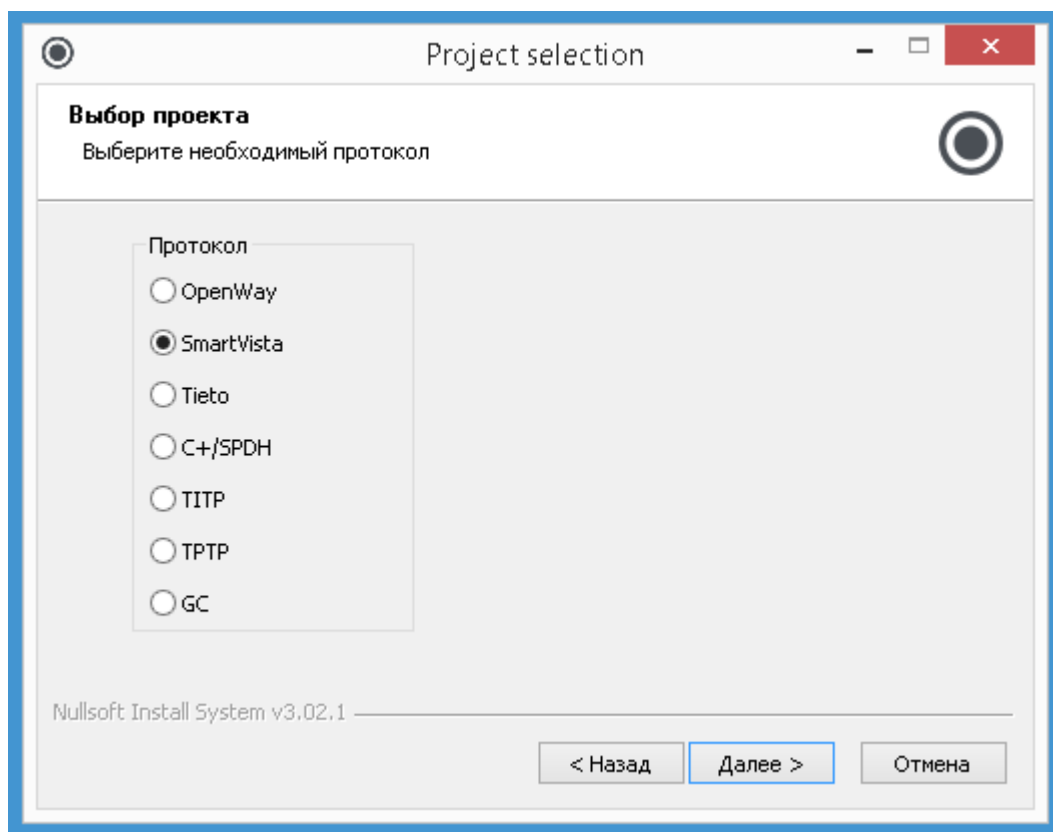 Project selection
Выбор проекта
Выберите необходимый протокол
Протокол
OpenWay
SmartVista
Tieto
C+/SPDH
TITP
TPTP
GC
Nullsoft Install System v3.02.1
< Назад Далее > Отмена